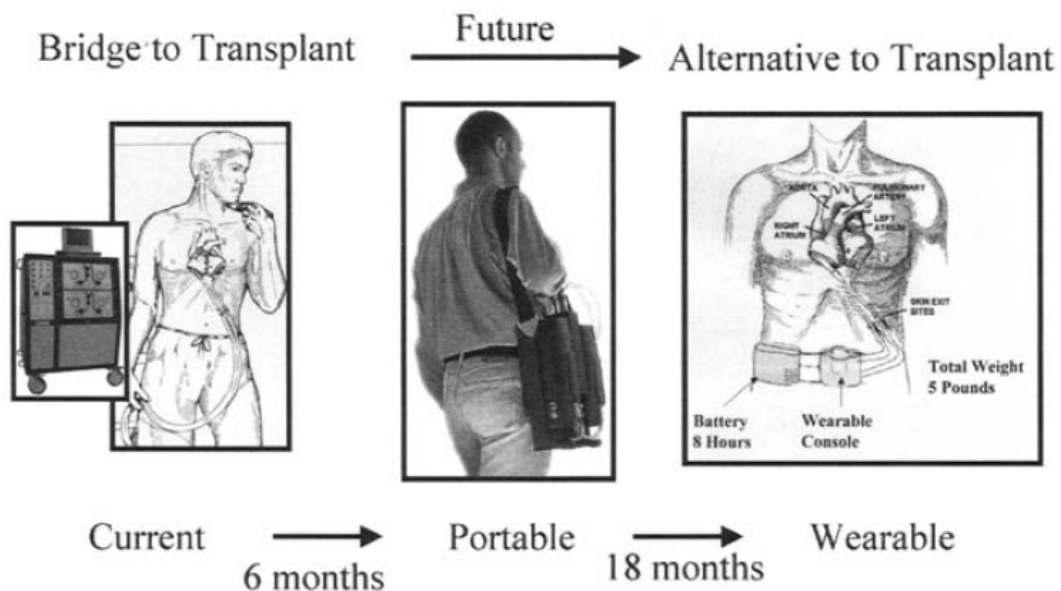 Bridge to Transplant
Future
Alternative to Transplant
AORTA
PULMONARY
ARTERY
RIGHT
ATRIUM
LEFT
ATRIUM
SKIN EXIT
SITES
Total Weight
5 Pounds
Battery
8 Hours
Wearable
Console
Current
6 months
Portable
18 months
Wearable